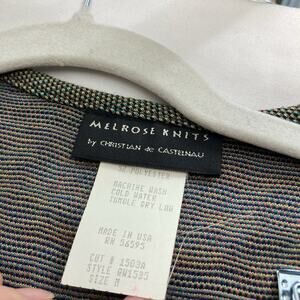 MELROSE KNITS
by CHRISTIAN de CASTELNAU
POLYESTER
MACHINE WASH
COLD WATER
TUMBLE DRY LOW
MADE IN USA
RN 56595
CUT # 1503A
STYLE GW1535
SIZE M